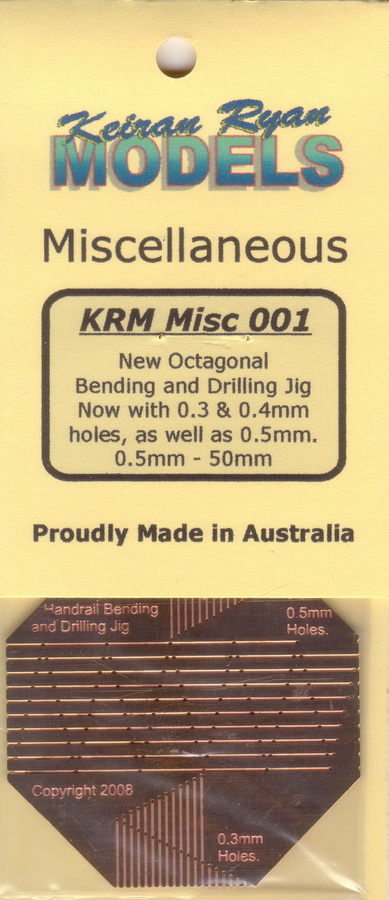 Keiran Ryan
MODELS
Miscellaneous
KRM Misc 001
New Octagonal
Bending and Drilling Jig
Now with 0.3 & 0.4mm
holes, as well as 0.5mm.
0.5mm - 50mm
Proudly Made in Australia
Handrail Bending
and Drilling Jig
0.5mm
Holes.
Copyright 2008
0.3mm
Holes.